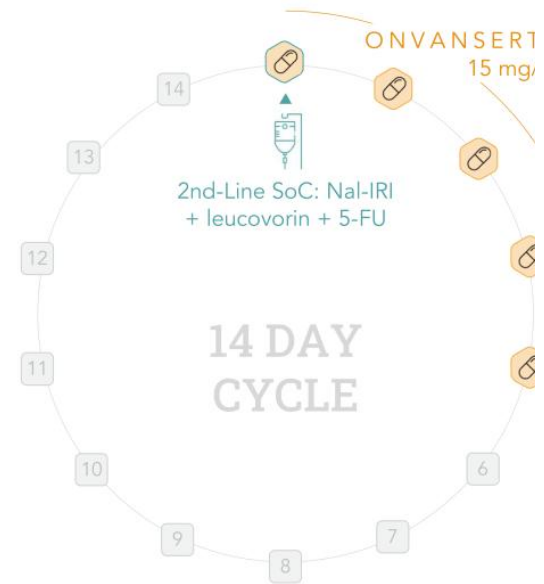 ONVANSERT
15 mg/
14
13
2nd-Line SoC: Nal-IRI
+ leucovorin + 5-FU
12
14 DAY
CYCLE
11
10
6
9
7
8